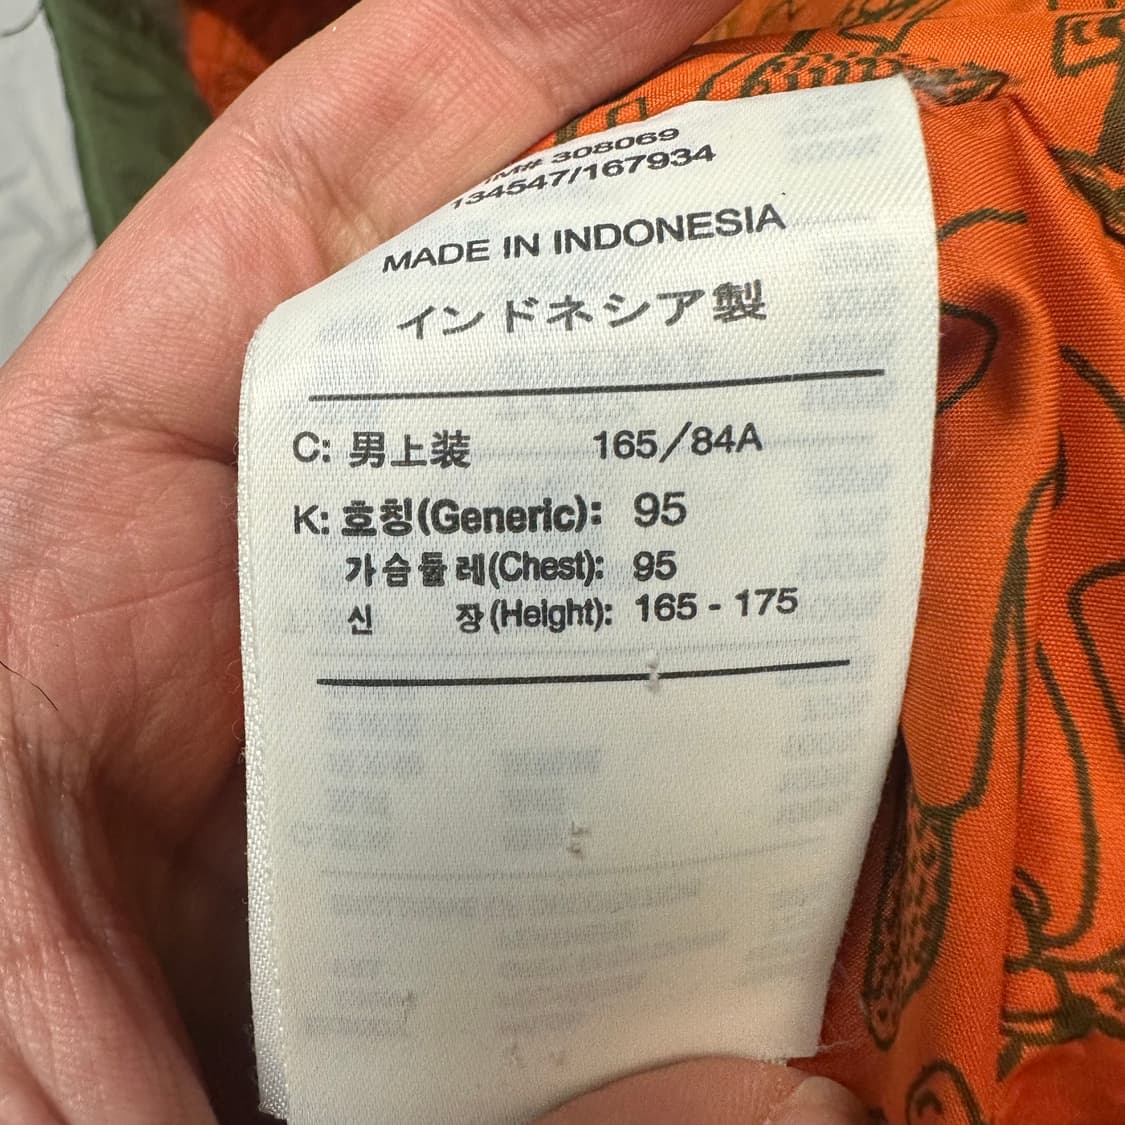 308069
134547/167934
MADE IN INDONESIA
インドネシア製
C: 男上装 165/84A
K: 호칭(Generic): 95
가슴둘레(Chest): 95
신 장(Height): 165 - 175